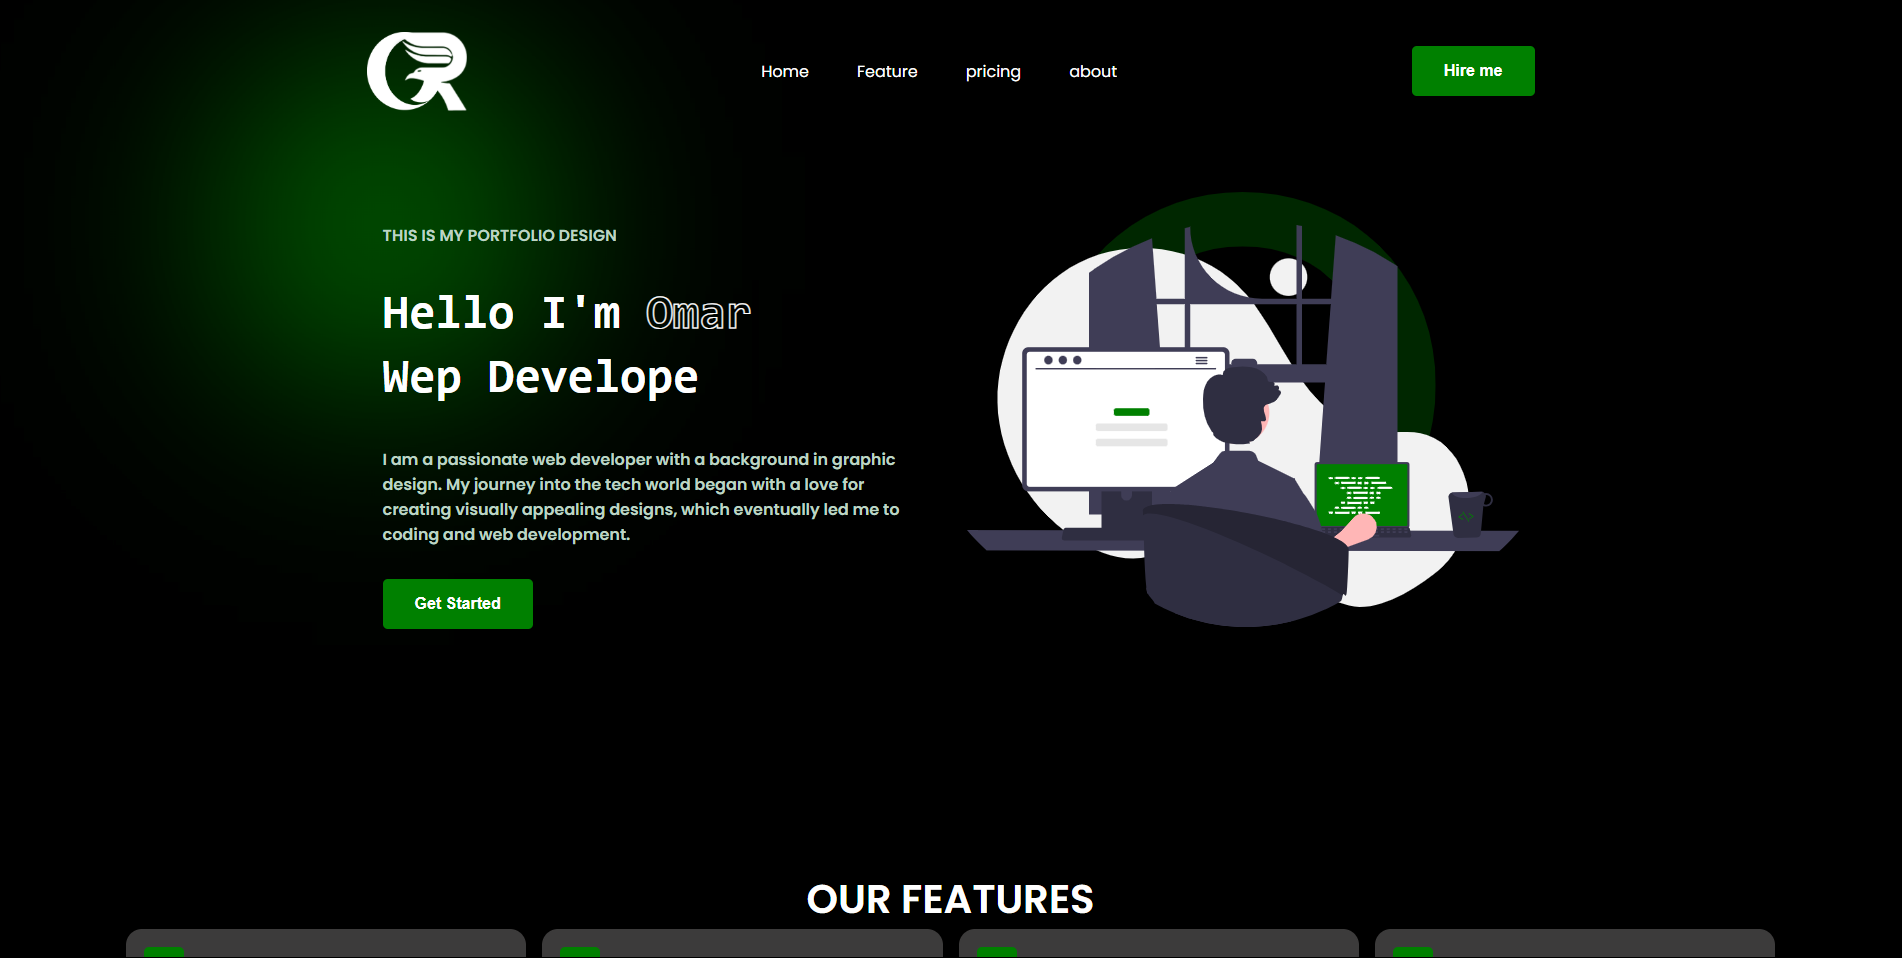 Home Feature pricing about
Hire me
THIS IS MY PORTFOLIO DESIGN
Hello I'm Omar
Wep Develope
I am a passionate web developer with a background in graphic
design. My journey into the tech world began with a love for
creating visually appealing designs, which eventually led me to
coding and web development.
Get Started
OUR FEATURES